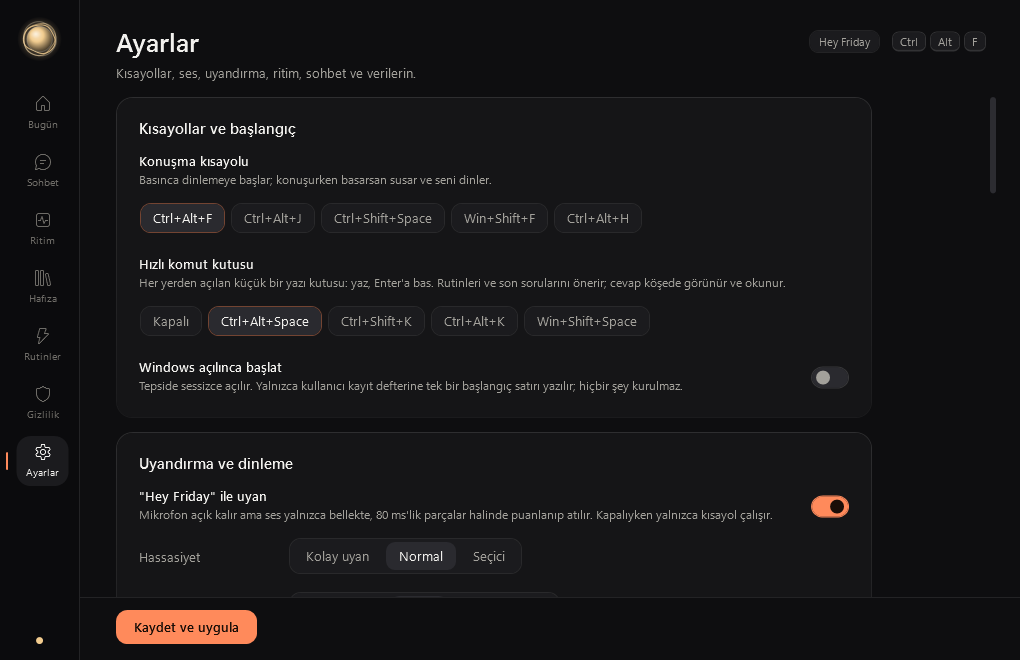 Ayarlar
Hey Friday
Ctrl
Alt
F
Kısayollar, ses, uyandırma, ritim, sohbet ve verilerin.
Bugün
Sohbet
Ritim
Hafıza
Rutinler
Gizlilik
Ayarlar
Kısayollar ve başlangıç
Konuşma kısayolu
Basınca dinlemeye başlar; konuşurken basarsan susar ve seni dinler.
Ctrl+Alt+F
Ctrl+Alt+J
Ctrl+Shift+Space
Win+Shift+F
Ctrl+Alt+H
Hızlı komut kutusu
Her yerden açılan küçük bir yazı kutusu: yaz, Enter'a bas. Rutinleri ve son sorularını önerir; cevap köşede görünür ve okunur.
Kapalı
Ctrl+Alt+Space
Ctrl+Shift+K
Ctrl+Alt+K
Win+Shift+Space
Windows açılınca başlat
Tepside sessizce açılır. Yalnızca kullanıcı kayıt defterine tek bir başlangıç satırı yazılır; hiçbir şey kurulmaz.
Uyandırma ve dinleme
"Hey Friday" ile uyan
Mikrofon açık kalır ama ses yalnızca bellekte, 80 ms'lik parçalar halinde puanlanıp atılır. Kapalıyken yalnızca kısayol çalışır.
Hassasiyet
Kolay uyan
Normal
Seçici
Kaydet ve uygula